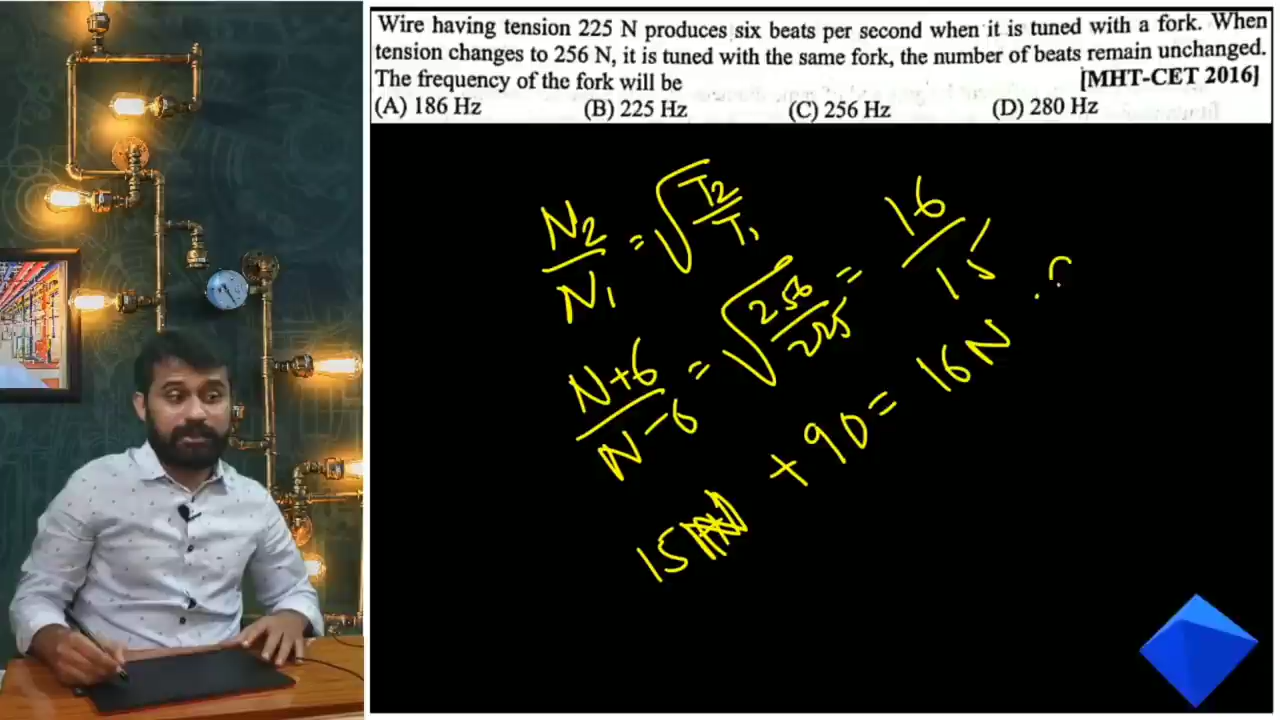 Wire having tension 225 N produces six beats per second when it is tuned with a fork. When
tension changes to 256 N, it is tuned with the same fork, the number of beats remain unchanged.
The frequency of the fork will be [MHT-CET 2016]
(A) 186 Hz (B) 225 Hz (C) 256 Hz (D) 280 Hz
N₂/N₁ = √(T₂/T₁)
(N+6)/(N-6) = √(256/225) = 16/15
15N + 90 = 16N